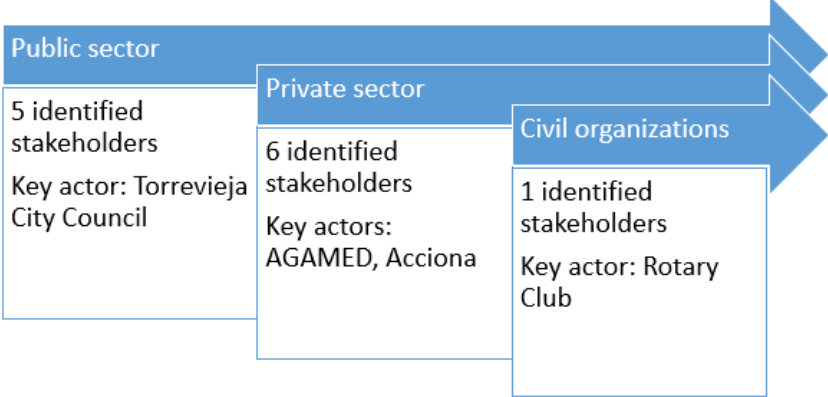 Public sector
5 identified
stakeholders
Key actor: Torrevieja
City Council
Private sector
6 identified
stakeholders
Key actors:
AGAMED, Acciona
Civil organizations
1 identified
stakeholders
Key actor: Rotary
Club